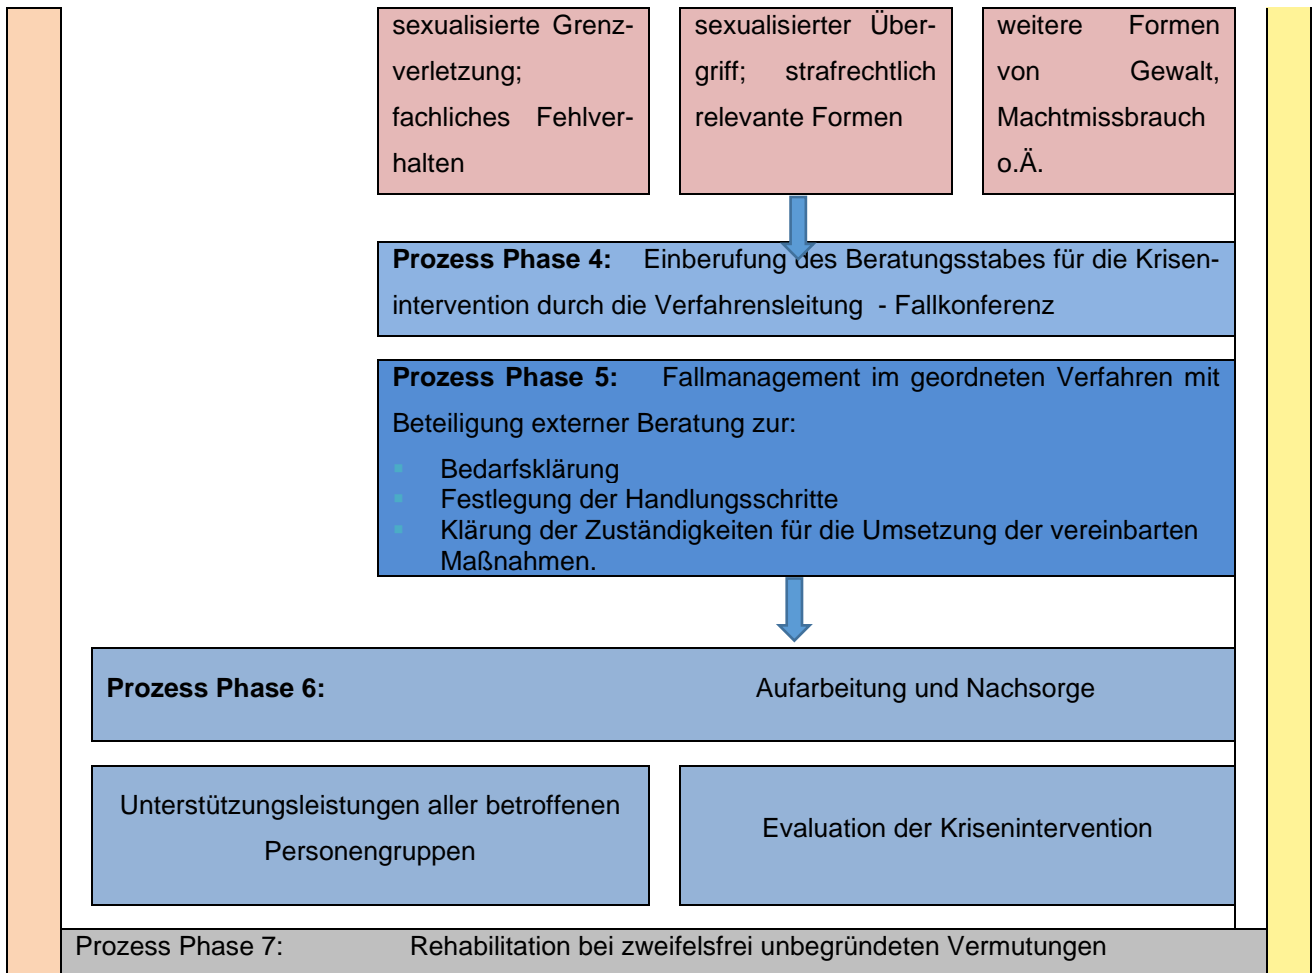 sexualisierte Grenz-
verletzung;
fachliches Fehlver-
halten
sexualisierter Über-
griff; strafrechtlich
relevante Formen
weitere Formen
von Gewalt,
Machtmissbrauch
o.Ä.
Prozess Phase 4: Einberufung des Beratungsstabes für die Krisen-
intervention durch die Verfahrensleitung - Fallkonferenz
Prozess Phase 5: Fallmanagement im geordneten Verfahren mit
Beteiligung externer Beratung zur:
▪ Bedarfsklärung
▪ Festlegung der Handlungsschritte
▪ Klärung der Zuständigkeiten für die Umsetzung der vereinbarten
Maßnahmen.
Prozess Phase 6: Aufarbeitung und Nachsorge
Unterstützungsleistungen aller betroffenen
Personengruppen
Evaluation der Krisenintervention
Prozess Phase 7: Rehabilitation bei zweifelsfrei unbegründeten Vermutungen